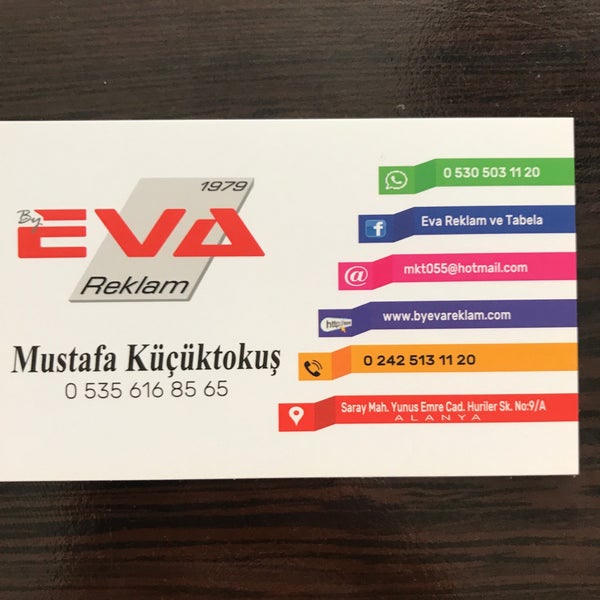 1979
By EVA
Reklam
Mustafa Küçüktokuş
0 535 616 85 65
0 530 503 11 20
Eva Reklam ve Tabela
@ mkt055@hotmail.com
http:// www.byevareklam.com
0 242 513 11 20
Saray Mah. Yunus Emre Cad. Huriler Sk. No:9/A
ALANYA